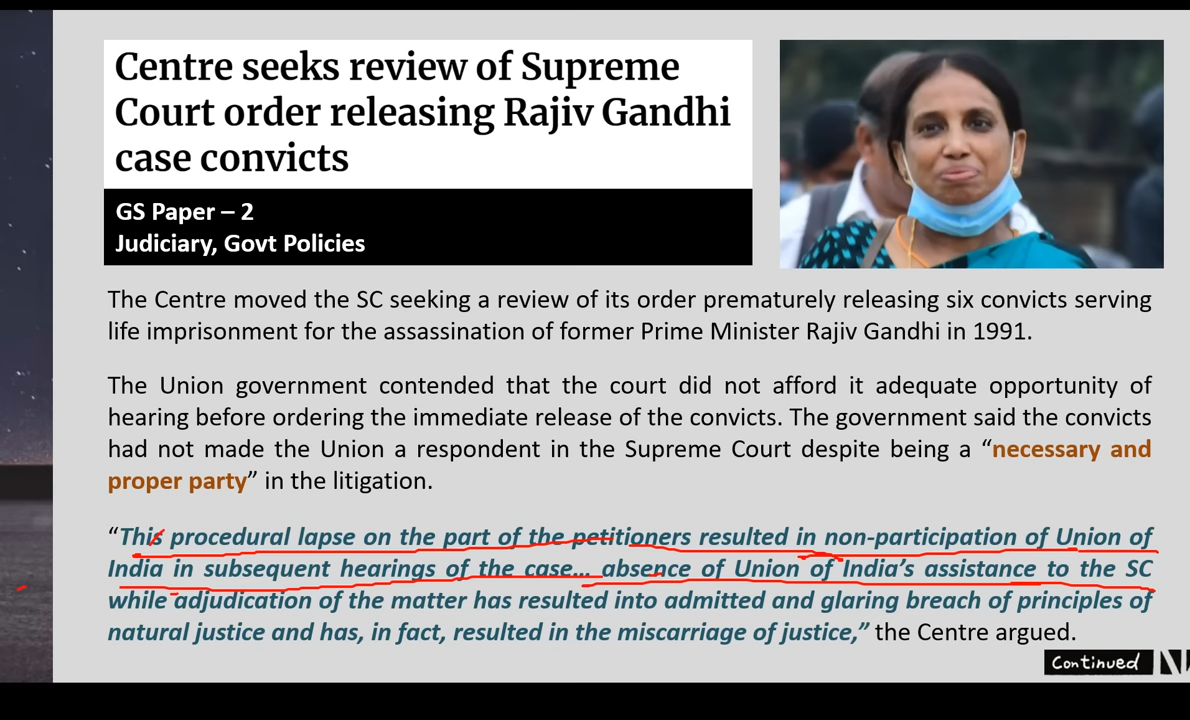 Centre seeks review of Supreme
Court order releasing Rajiv Gandhi
case convicts
GS Paper – 2
Judiciary, Govt Policies
The Centre moved the SC seeking a review of its order prematurely releasing six convicts serving
life imprisonment for the assassination of former Prime Minister Rajiv Gandhi in 1991.
The Union government contended that the court did not afford it adequate opportunity of
hearing before ordering the immediate release of the convicts. The government said the convicts
had not made the Union a respondent in the Supreme Court despite being a “necessary and
proper party” in the litigation.
“This procedural lapse on the part of the petitioners resulted in non-participation of Union of
India in subsequent hearings of the case... absence of Union of India’s assistance to the SC
while adjudication of the matter has resulted into admitted and glaring breach of principles of
natural justice and has, in fact, resulted in the miscarriage of justice,” the Centre argued.
Continued